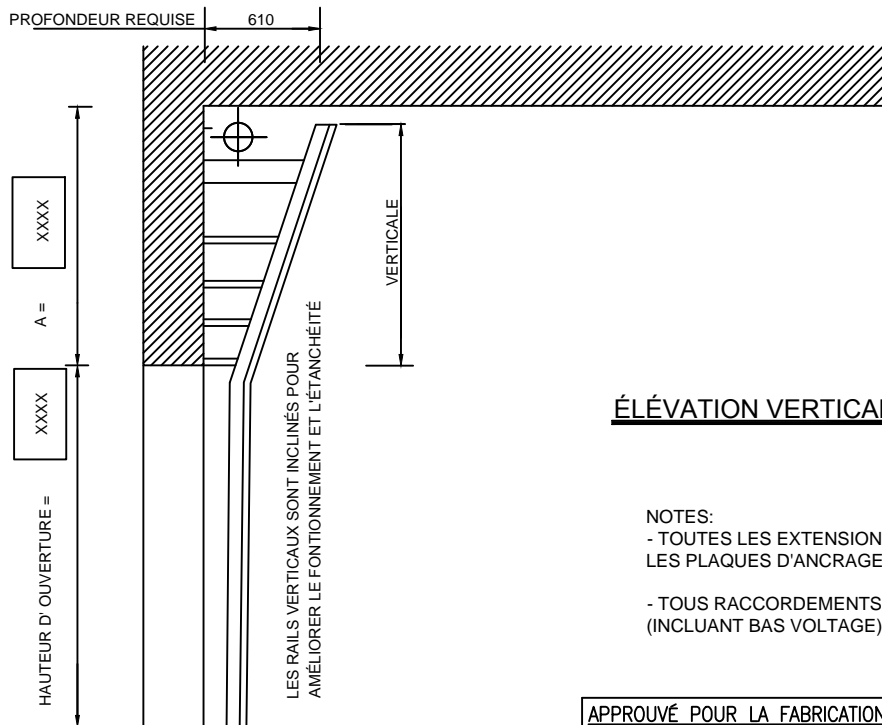 PROFONDEUR REQUISE
610
XXXX
A =
VERTICALE
XXXX
HAUTEUR D' OUVERTURE =
LES RAILS VERTICAUX SONT INCLINÉS POUR
AMÉLIORER LE FONTIONNEMENT ET L'ÉTANCHÉITÉ
ÉLÉVATION VERTICAL
NOTES:
- TOUTES LES EXTENSION
LES PLAQUES D'ANCRAGE
- TOUS RACCORDEMENTS
(INCLUANT BAS VOLTAGE)
APPROUVÉ POUR LA FABRICATION